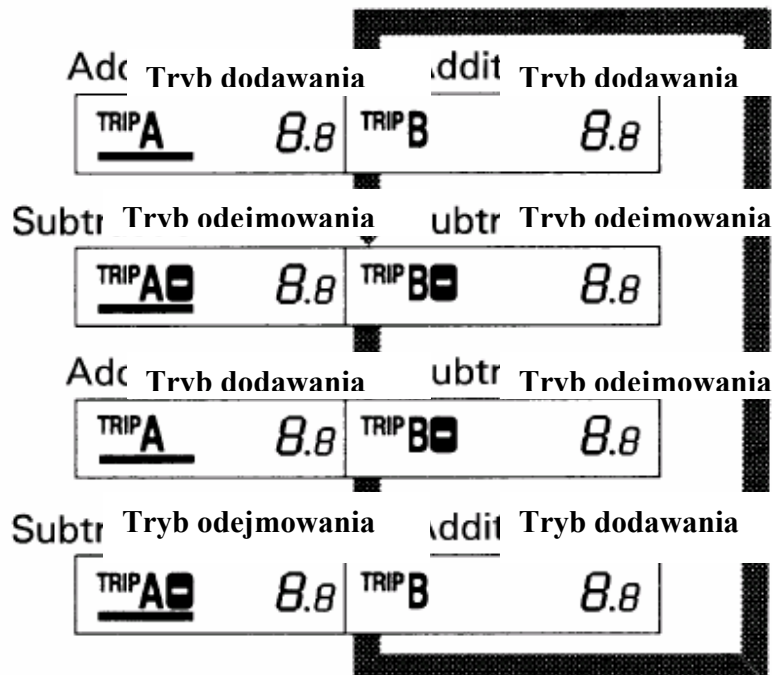 Tryb dodawania Tryb dodawania
TRIP A 8.8 TRIP B 8.8
Tryb odejmowania Tryb odejmowania
TRIP A - 8.8 TRIP B - 8.8
Tryb dodawania Tryb odejmowania
TRIP A 8.8 TRIP B - 8.8
Tryb odejmowania Tryb dodawania
TRIP A - 8.8 TRIP B 8.8